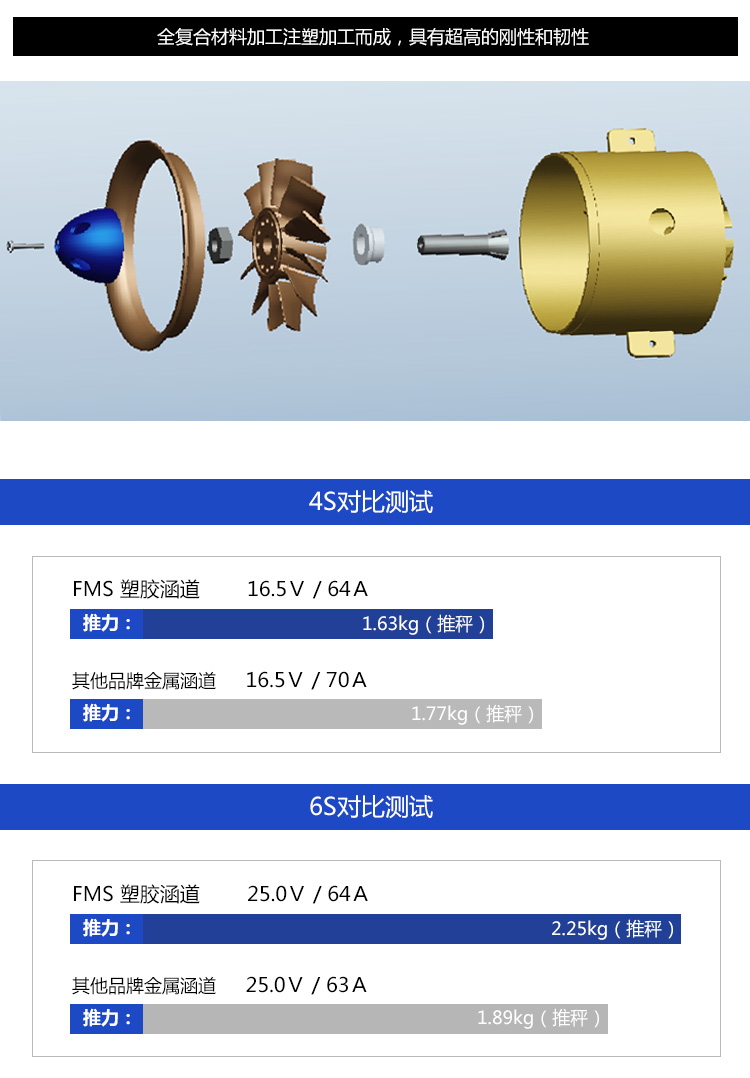 全复合材料加工注塑加工而成，具有超高的刚性和韧性
4S对比测试
FMS 塑胶涵道 16.5V / 64A
推力： 1.63kg（推秤）
其他品牌金属涵道 16.5V / 70A
推力： 1.77kg（推秤）
6S对比测试
FMS 塑胶涵道 25.0V / 64A
推力： 2.25kg（推秤）
其他品牌金属涵道 25.0V / 63A
推力： 1.89kg（推秤）